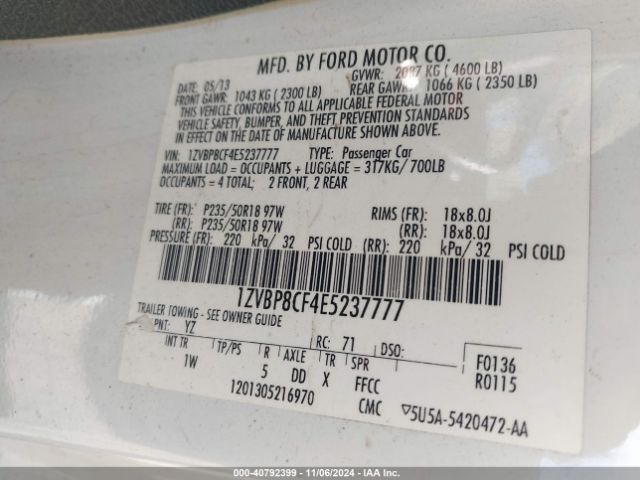 MFD. BY FORD MOTOR CO.
DATE: 05/13 GVWR: 2087 KG ( 4600 LB)
FRONT GAWR: 1043 KG ( 2300 LB) REAR GAWR: 1066 KG ( 2350 LB)
THIS VEHICLE CONFORMS TO ALL APPLICABLE FEDERAL MOTOR
VEHICLE SAFETY, BUMPER, AND THEFT PREVENTION STANDARDS
IN EFFECT ON THE DATE OF MANUFACTURE SHOWN ABOVE.
VIN: 1ZVBP8CF4E5237777 TYPE: Passenger Car
MAXIMUM LOAD = OCCUPANTS + LUGGAGE = 317KG/ 700LB
OCCUPANTS = 4 TOTAL; 2 FRONT, 2 REAR
TIRE (FR): P235/50R18 97W RIMS (FR): 18x8.0J
(RR): P235/50R18 97W (RR): 18x8.0J
PRESSURE (FR): 220 kPa/ 32 PSI COLD (RR): 220 kPa/ 32 PSI COLD
1ZVBP8CF4E5237777
TRAILER TOWING - SEE OWNER GUIDE
PNT: YZ RC: 71 DSO: F0136
INT TR TP/PS R AXLE TR SPR R0115
1W 5 DD X FFCC
1201305216970 CMC ▽5U5A-5420472-AA
000-40792399 - 11/06/2024 - IAA Inc.